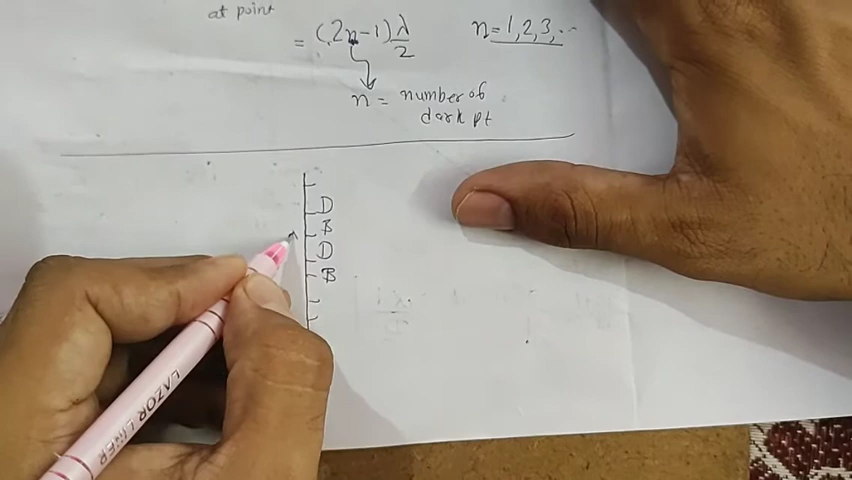 at point
= (2n-1) λ/2 n = 1, 2, 3, ...
n = number of
dark pt
D
B
D
B
LAZOR LINER